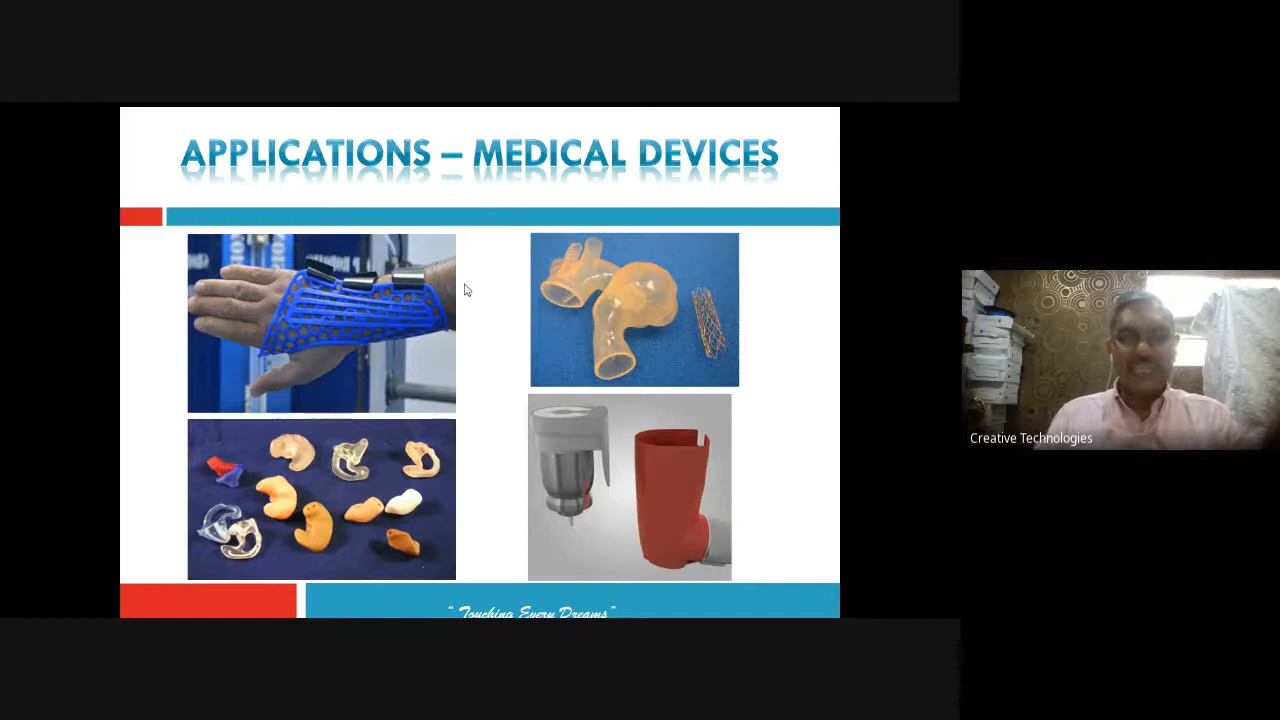 APPLICATIONS – MEDICAL DEVICES
Creative Technologies
“ Touching Every Dreams”